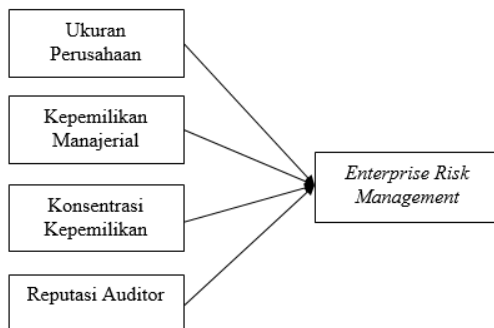 Ukuran
Perusahaan
Kepemilikan
Manajerial
Konsentrasi
Kepemilikan
Reputasi Auditor
Enterprise Risk
Management